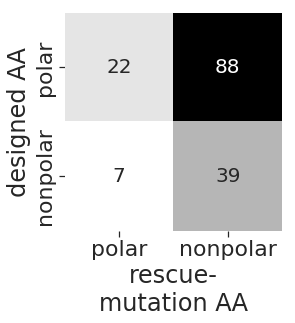 designed AA
polar
22 88
nonpolar
7 39
polar nonpolar
rescue-
mutation AA